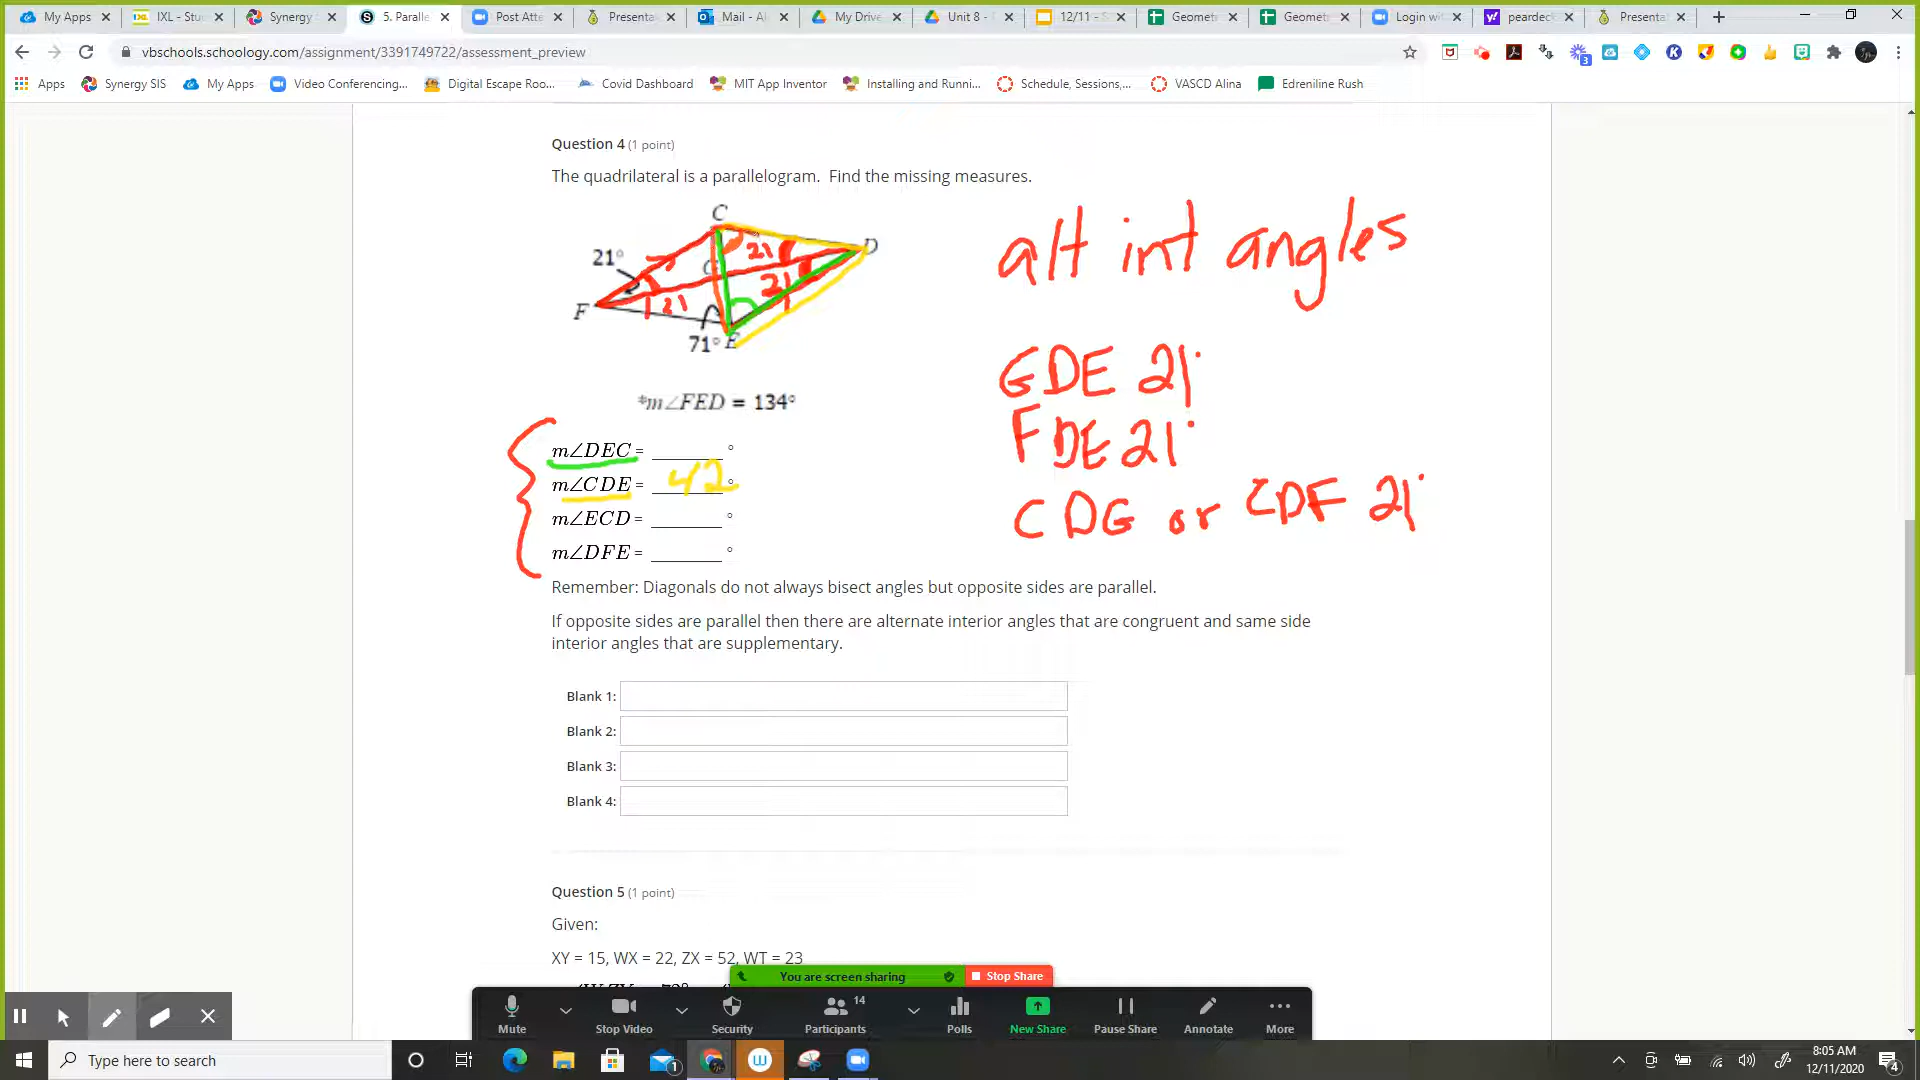 My Apps
IXL - Stu
Synergy
5. Paralle
Post Atte
Presenta
Mail - A
My Drive
Unit 8 -
12/11 - S
Geomet
Geomet
Login wi
peardec
Presenta
vbschools.schoology.com/assignment/3391749722/assessment_preview
3
Apps
Synergy SIS
My Apps
Video Conferencing...
Digital Escape Roo...
Covid Dashboard
MIT App Inventor
Installing and Runni...
Schedule, Sessions,...
VASCD Alina
Edreniline Rush
Question 4 (1 point)
The quadrilateral is a parallelogram. Find the missing measures.
C
D
21°
21
21
21
F
71°
E
alt int angles
*m∠FED = 134°
GDE 21°
FDE 21°
CDG or CDF 21°
m∠DEC = ______°
m∠CDE = 42°
m∠ECD = ______°
m∠DFE = ______°
Remember: Diagonals do not always bisect angles but opposite sides are parallel.
If opposite sides are parallel then there are alternate interior angles that are congruent and same side
interior angles that are supplementary.
Blank 1:
Blank 2:
Blank 3:
Blank 4:
Question 5 (1 point)
Given:
XY = 15, WX = 22, ZX = 52, WT = 23
You are screen sharing
Stop Share
Mute
Stop Video
Security
14
Participants
Polls
New Share
Pause Share
Annotate
More
Type here to search
1
8:05 AM
12/11/2020
4